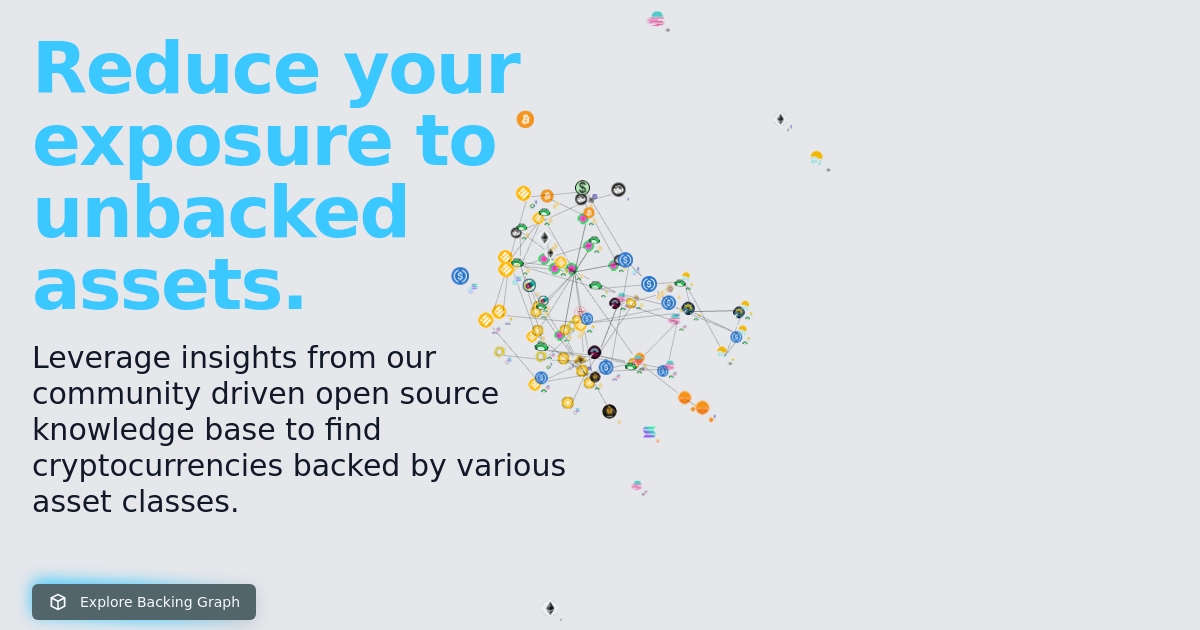 Reduce your
exposure to
unbacked
assets.
Leverage insights from our
community driven open source
knowledge base to find
cryptocurrencies backed by various
asset classes.
Explore Backing Graph